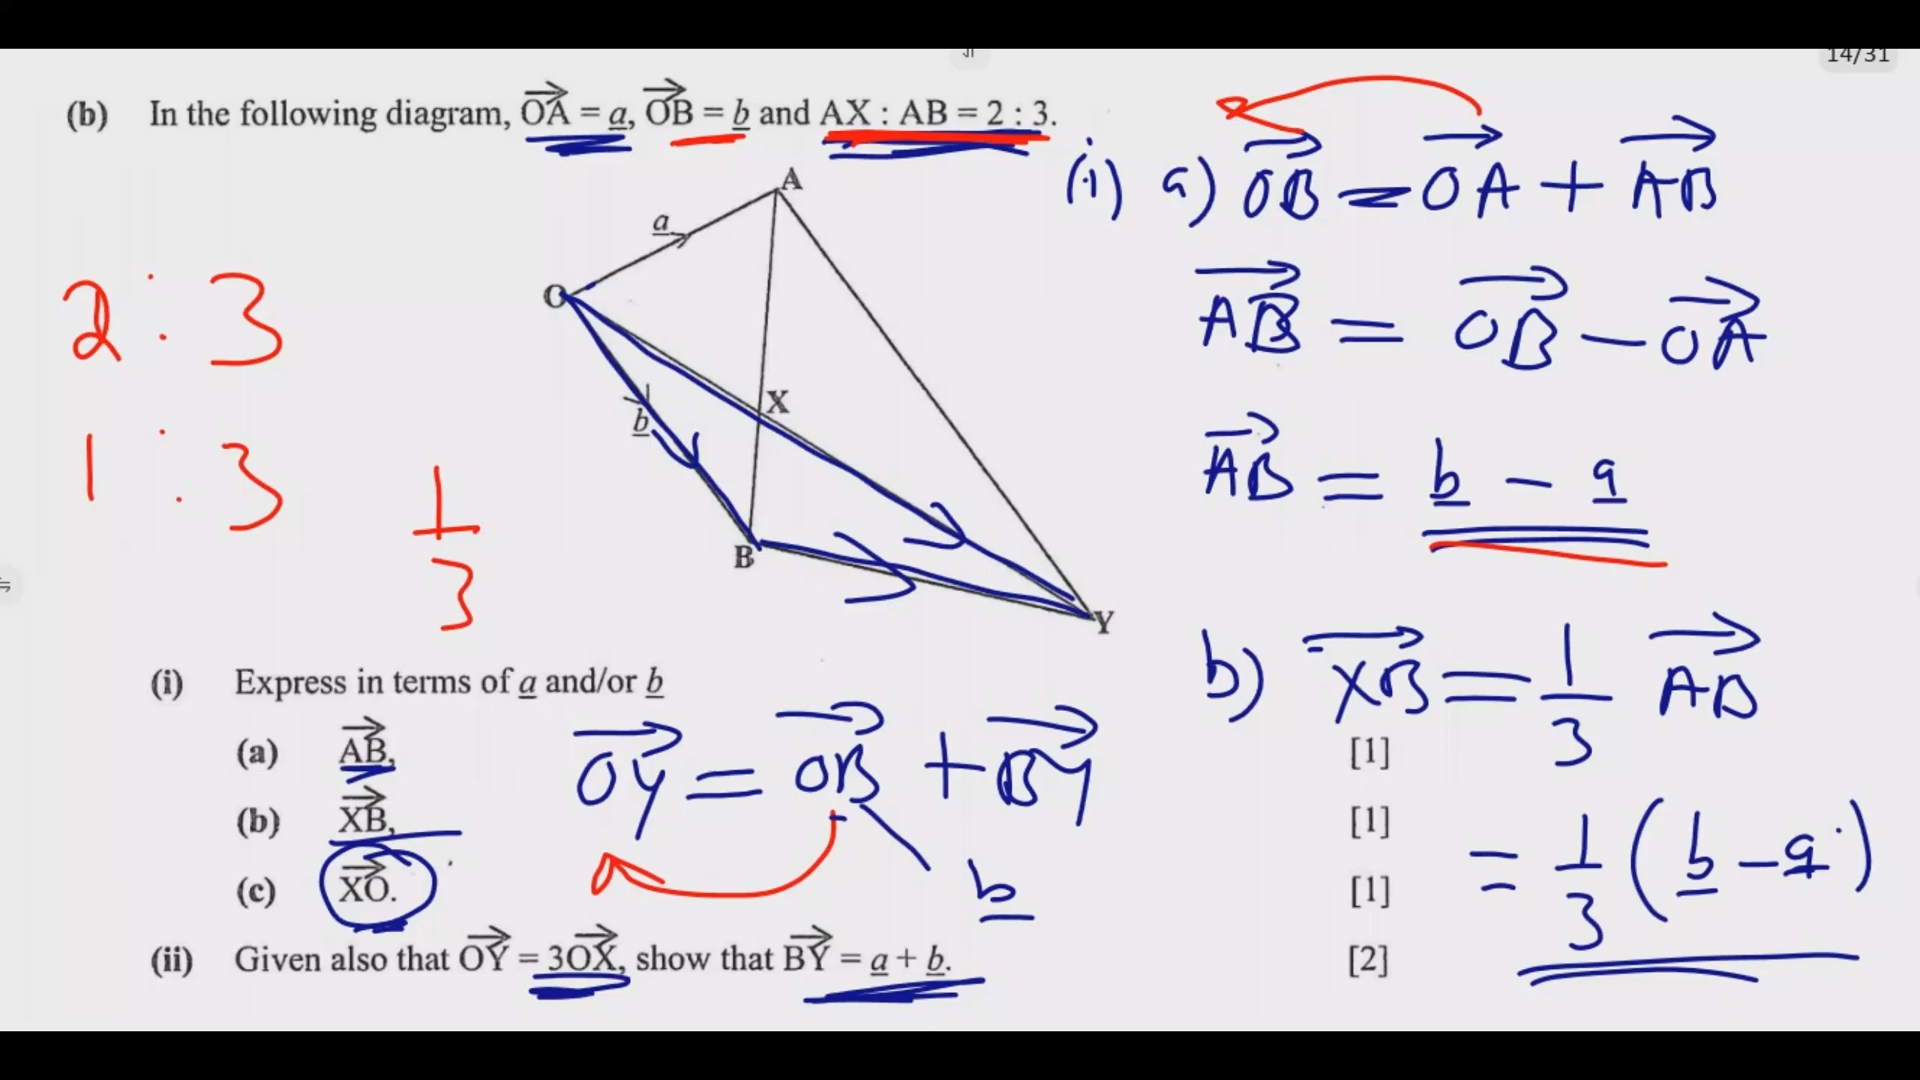 14/31
(b) In the following diagram, OA = a, OB = b and AX : AB = 2 : 3.
(i) a) OB = OA + AB
A
a
2 : 3
O
AB = OB - OA
X
b
1 : 3
1/3
AB = b - a
B
Y
b) XB = 1/3 AB
(i) Express in terms of a and/or b
(a) AB, [1]
OY = OB + BY
(b) XB, [1]
= 1/3 (b - a)
b
(c) XO. [1]
(ii) Given also that OY = 3OX, show that BY = a + b. [2]